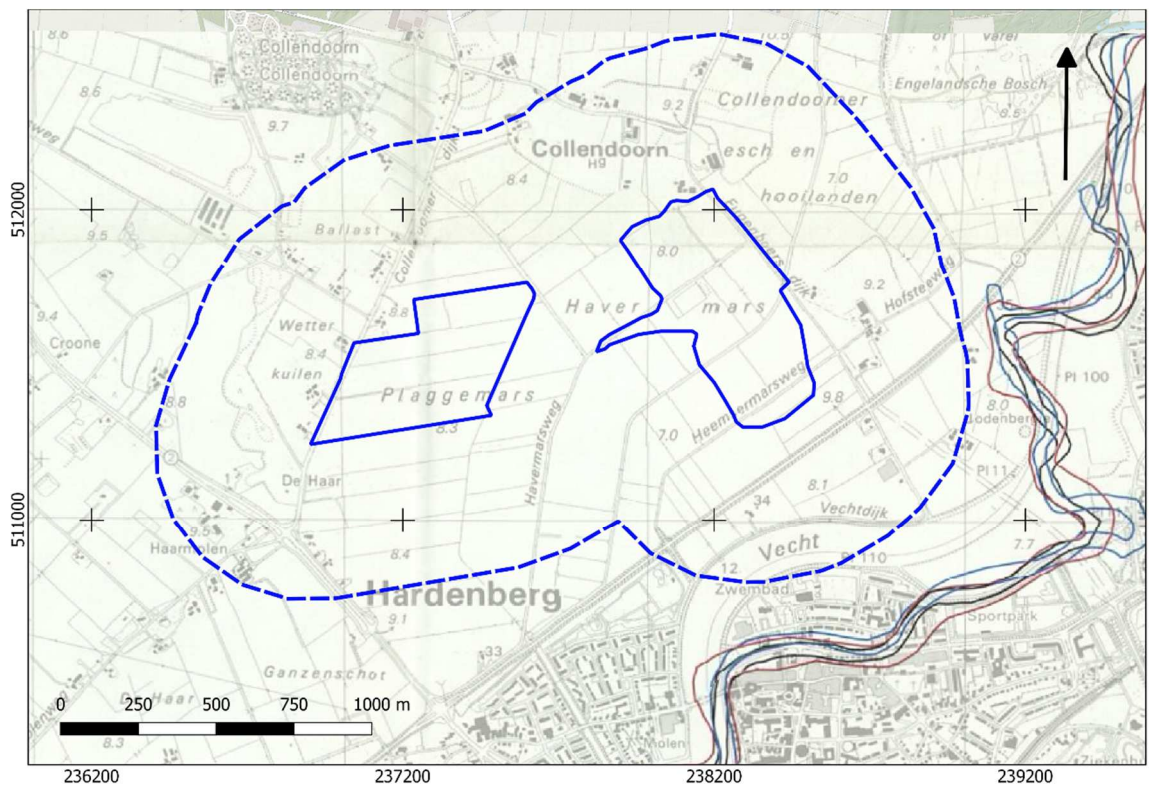 8.6
Collendoorn
Collendoorn
10.5
of Varel
Engelandsche Bosch
8.6
9.2
Collendoorner
8.5
9.7
Collendoorn
H9
esch en
8.4
7.0
hooilanden
512000
9.5
Ballast
8.0
9.2
Hofsteeweg
Haver mars
9.4
8.8
Wetter
Croone
8.4
kuilen
Pl 100
Plaggemars
8.8
8.3
9.8
8.0
Heemsermarsweg
7.0
Havermarsweg
De Haar
Pl11
8.1
34
Vechtdijk
511000
9.5
Haarmolen
8.4
Vecht
7.7
110
12
Zwembad
Hardenberg
9.1
Sportpark
33
Ganzenschot
De Haar
0 250 500 750 1000 m
8.3
Molen
236200 237200 238200 239200